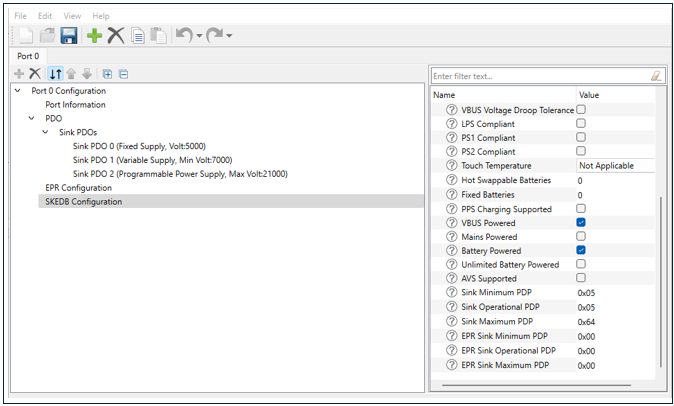 File Edit View Help
Port 0
Port 0 Configuration
Port Information
PDO
Sink PDOs
Sink PDO 0 (Fixed Supply, Volt:5000)
Sink PDO 1 (Variable Supply, Min Volt:7000)
Sink PDO 2 (Programmable Power Supply, Max Volt:21000)
EPR Configuration
SKEDB Configuration
Enter filter text...
Name Value
VBUS Voltage Droop Tolerance
LPS Compliant
PS1 Compliant
PS2 Compliant
Touch Temperature Not Applicable
Hot Swappable Batteries 0
Fixed Batteries 0
PPS Charging Supported
VBUS Powered
Mains Powered
Battery Powered
Unlimited Battery Powered
AVS Supported
Sink Minimum PDP 0x05
Sink Operational PDP 0x05
Sink Maximum PDP 0x64
EPR Sink Minimum PDP 0x00
EPR Sink Operational PDP 0x00
EPR Sink Maximum PDP 0x00